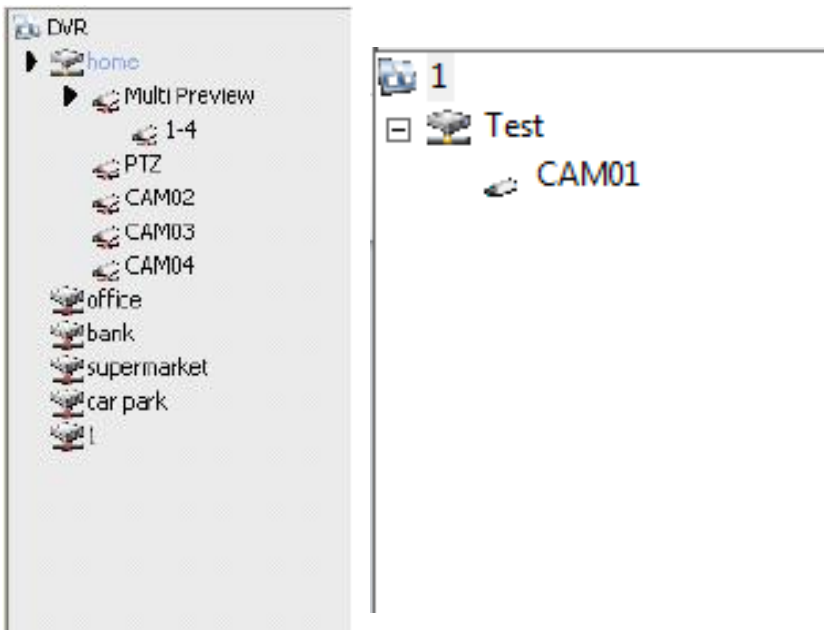 DVR
home
Multi Preview
1-4
PTZ
CAM02
CAM03
CAM04
office
bank
supermarket
car park
1
1
Test
CAM01